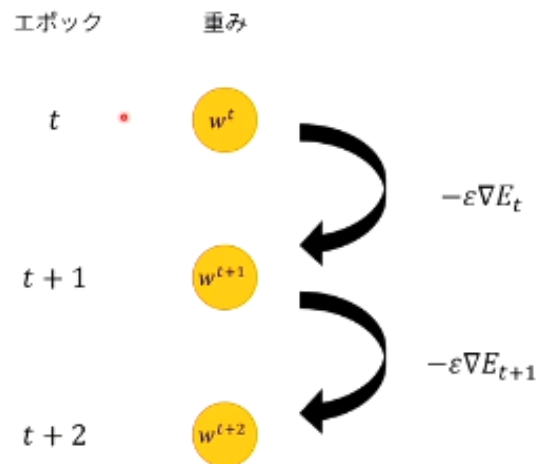 エポック 重み
t w^t
−ε∇E_t
t + 1 w^{t+1}
−ε∇E_{t+1}
t + 2 w^{t+2}